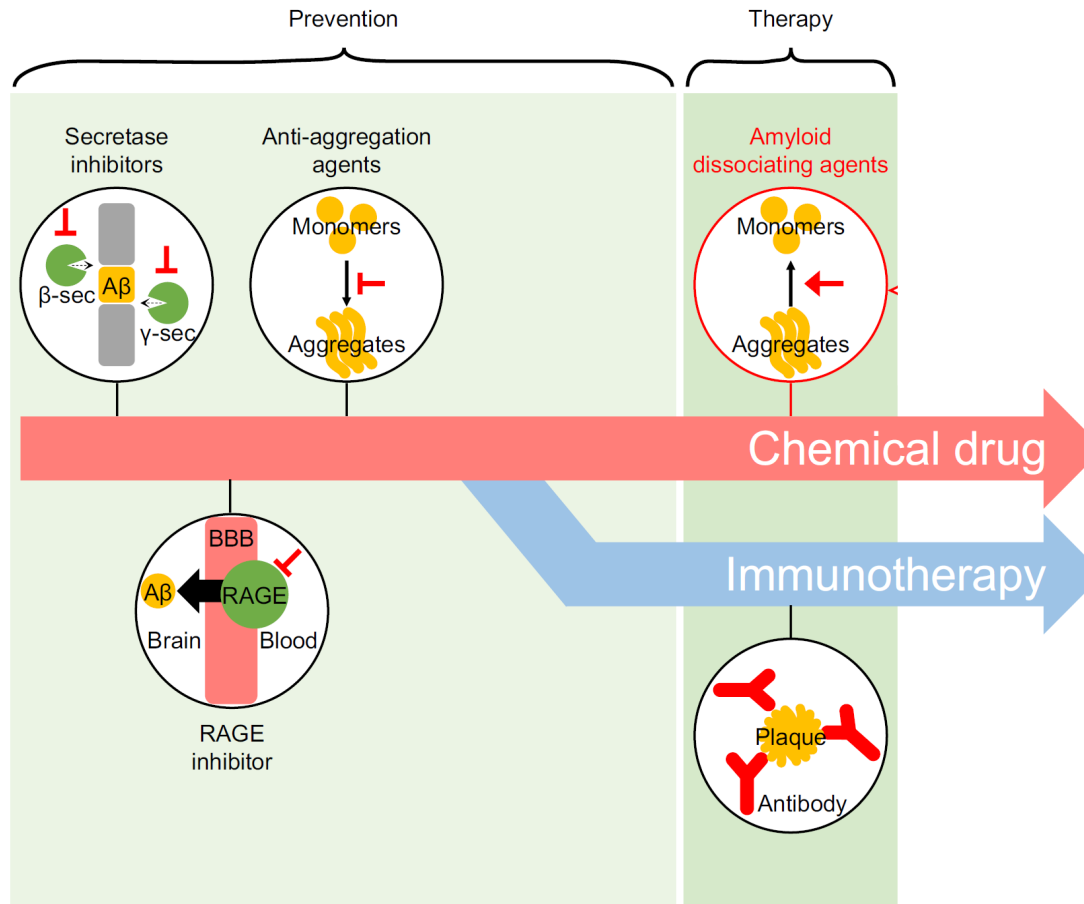 Prevention
Therapy
Secretase
inhibitors
Anti-aggregation
agents
Amyloid
dissociating agents
β-sec
Aβ
γ-sec
Monomers
Aggregates
Monomers
Aggregates
Chemical drug
BBB
Aβ
RAGE
Brain
Blood
RAGE
inhibitor
Immunotherapy
Plaque
Antibody